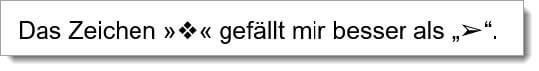 Das Zeichen »❖« gefällt mir besser als „➢“.